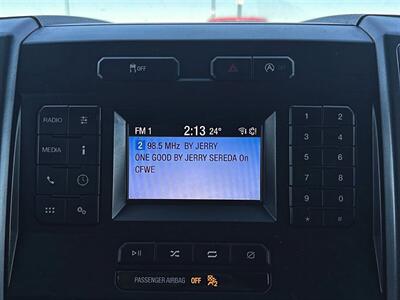 OFF
OFF
RADIO
MEDIA
i
FM 1 2:13 24°
2 98.5 MHz BY JERRY
ONE GOOD BY JERRY SEREDA On
CFWE
1 2
3 4
5 6
7 8
9 0
* #
PASSENGER AIRBAG OFF